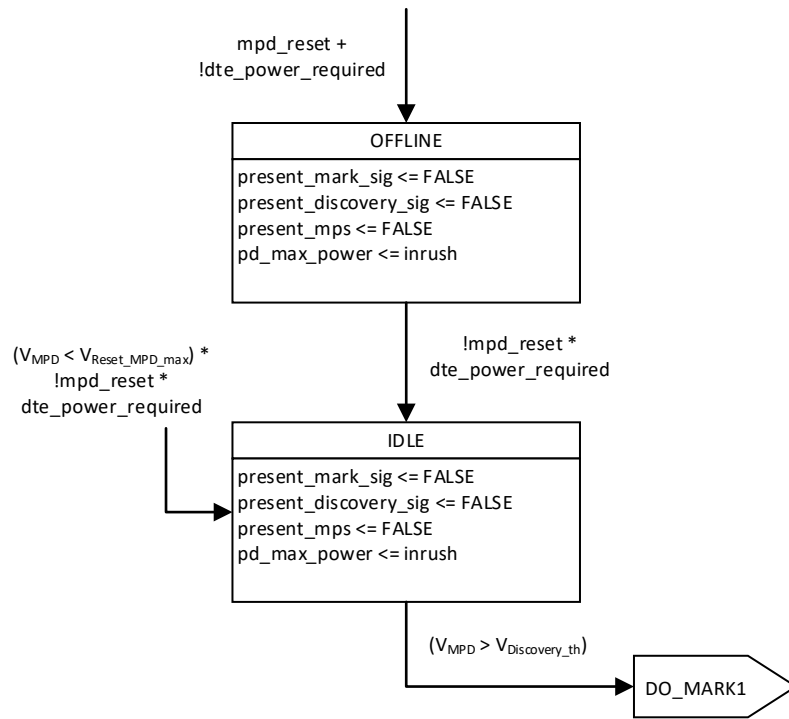 mpd_reset +
!dte_power_required
OFFLINE
present_mark_sig <= FALSE
present_discovery_sig <= FALSE
present_mps <= FALSE
pd_max_power <= inrush
!mpd_reset *
dte_power_required
(VMPD < VReset_MPD_max) *
!mpd_reset *
dte_power_required
IDLE
present_mark_sig <= FALSE
present_discovery_sig <= FALSE
present_mps <= FALSE
pd_max_power <= inrush
(VMPD > VDiscovery_th)
DO_MARK1